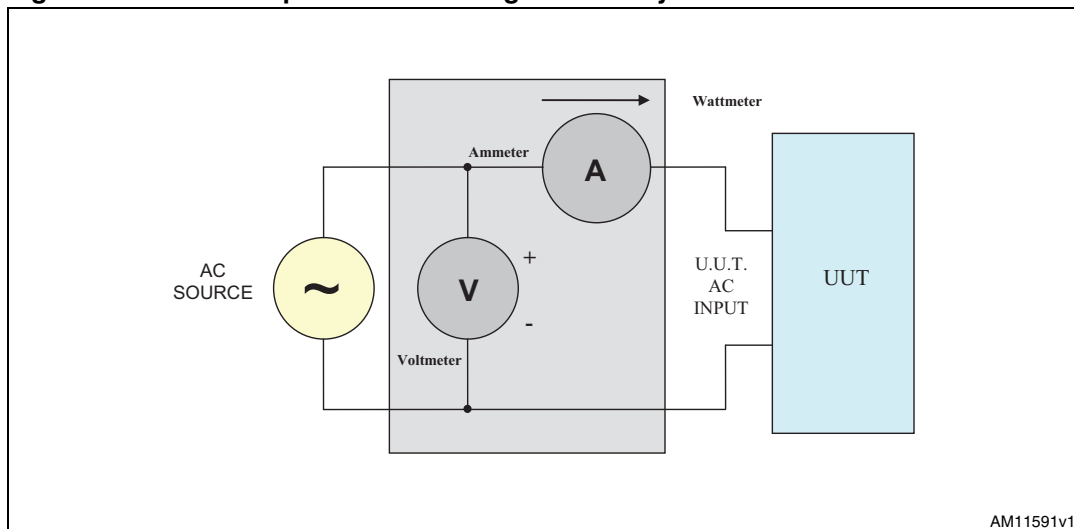 Wattmeter
Ammeter
A
AC
SOURCE
~
V
+
-
U.U.T.
AC
INPUT
UUT
Voltmeter
AM11591v1